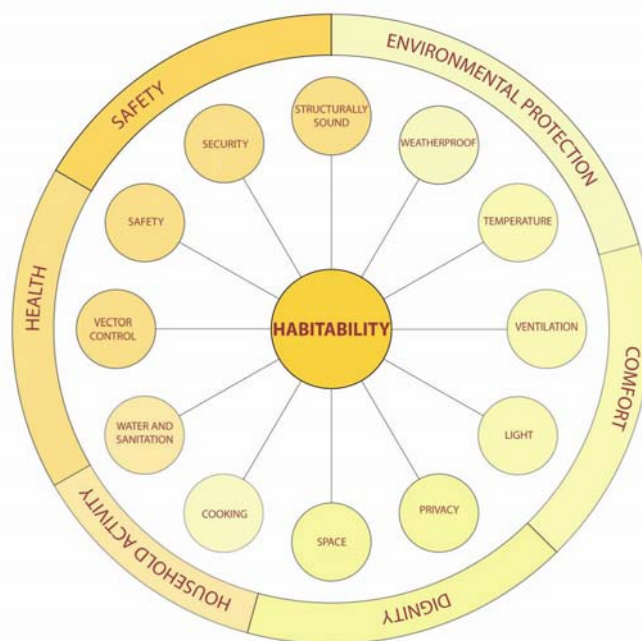 SAFETY
ENVIRONMENTAL PROTECTION
COMFORT
DIGNITY
HOUSEHOLD ACTIVITY
HEALTH
STRUCTURALLY
SOUND
WEATHERPROOF
TEMPERATURE
VENTILATION
LIGHT
PRIVACY
SPACE
COOKING
WATER AND
SANITATION
VECTOR
CONTROL
SAFETY
SECURITY
HABITABILITY